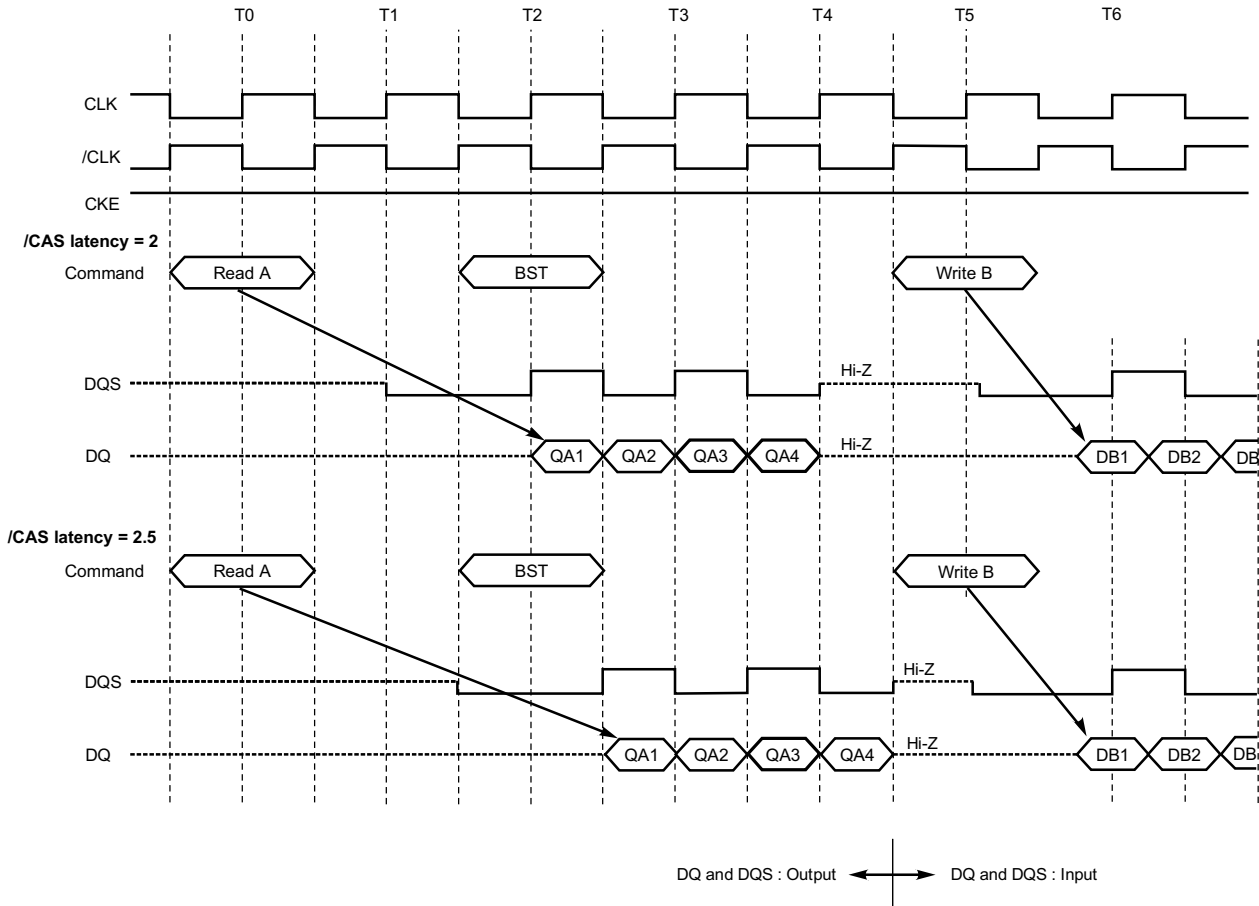 T0 T1 T2 T3 T4 T5 T6
CLK
/CLK
CKE
/CAS latency = 2
Command Read A BST Write B
DQS Hi-Z
DQ QA1 QA2 QA3 QA4 Hi-Z DB1 DB2 DB
/CAS latency = 2.5
Command Read A BST Write B
DQS Hi-Z
DQ QA1 QA2 QA3 QA4 Hi-Z DB1 DB2 DB
DQ and DQS : Output DQ and DQS : Input